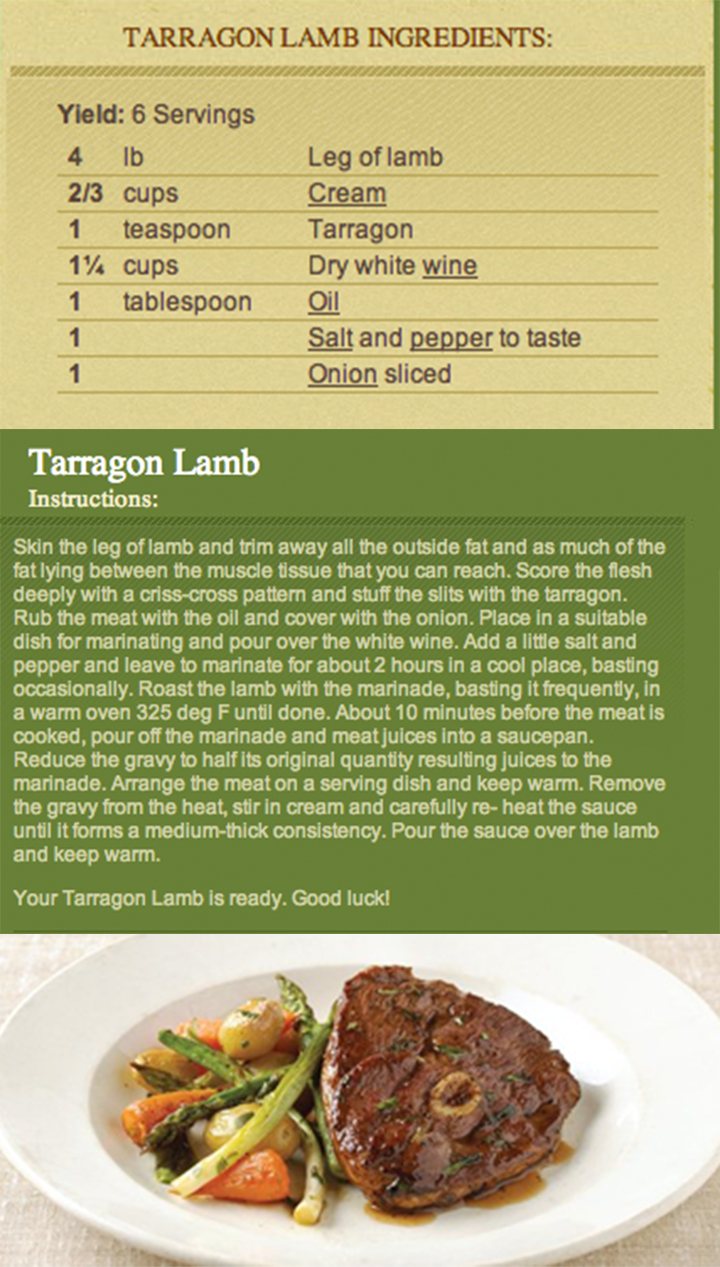 TARRAGON LAMB INGREDIENTS:
Yield: 6 Servings
4 lb Leg of lamb
2/3 cups Cream
1 teaspoon Tarragon
1¼ cups Dry white wine
1 tablespoon Oil
1 Salt and pepper to taste
1 Onion sliced
Tarragon Lamb
Instructions:
Skin the leg of lamb and trim away all the outside fat and as much of the
fat lying between the muscle tissue that you can reach. Score the flesh
deeply with a criss-cross pattern and stuff the slits with the tarragon.
Rub the meat with the oil and cover with the onion. Place in a suitable
dish for marinating and pour over the white wine. Add a little salt and
pepper and leave to marinate for about 2 hours in a cool place, basting
occasionally. Roast the lamb with the marinade, basting it frequently, in
a warm oven 325 deg F until done. About 10 minutes before the meat is
cooked, pour off the marinade and meat juices into a saucepan.
Reduce the gravy to half its original quantity resulting juices to the
marinade. Arrange the meat on a serving dish and keep warm. Remove
the gravy from the heat, stir in cream and carefully re- heat the sauce
until it forms a medium-thick consistency. Pour the sauce over the lamb
and keep warm.
Your Tarragon Lamb is ready. Good luck!